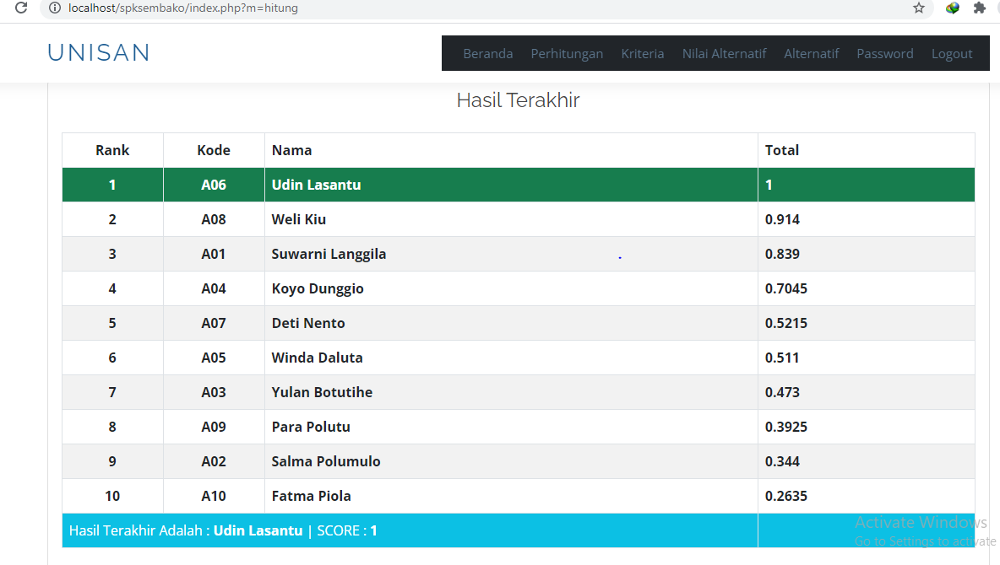 localhost/spksembako/index.php?m=hitung
UNISAN
Beranda Perhitungan Kriteria Nilai Alternatif Alternatif Password Logout
Hasil Terakhir
Rank Kode Nama Total
1 A06 Udin Lasantu 1
2 A08 Weli Kiu 0.914
3 A01 Suwarni Langgila 0.839
4 A04 Koyo Dunggio 0.7045
5 A07 Deti Nento 0.5215
6 A05 Winda Daluta 0.511
7 A03 Yulan Botutihe 0.473
8 A09 Para Polutu 0.3925
9 A02 Salma Polumulo 0.344
10 A10 Fatma Piola 0.2635
Hasil Terakhir Adalah : Udin Lasantu | SCORE : 1
Activate Windows
Go to Settings to activate